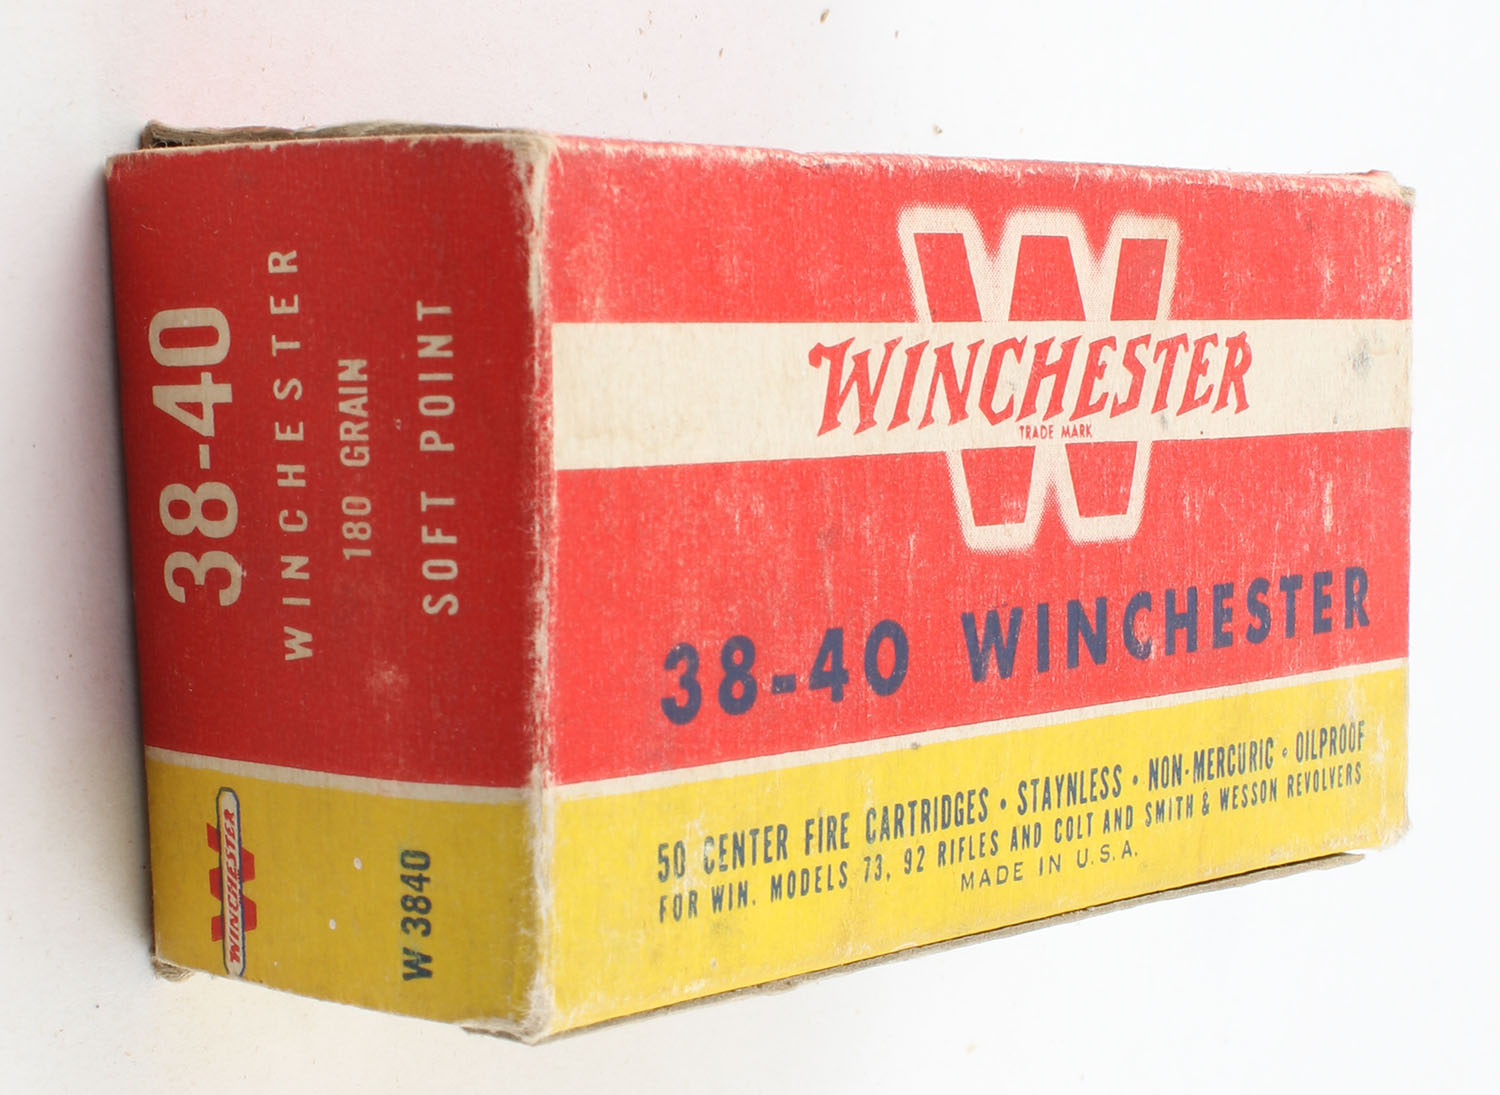 38-40
WINCHESTER
180 GRAIN
SOFT POINT
W
WINCHESTER
W 3840
W
WINCHESTER
TRADE MARK
38-40 WINCHESTER
50 CENTER FIRE CARTRIDGES • STAYNLESS • NON-MERCURIC • OILPROOF
FOR WIN. MODELS 73, 92 RIFLES AND COLT AND SMITH & WESSON REVOLVERS
MADE IN U.S.A.